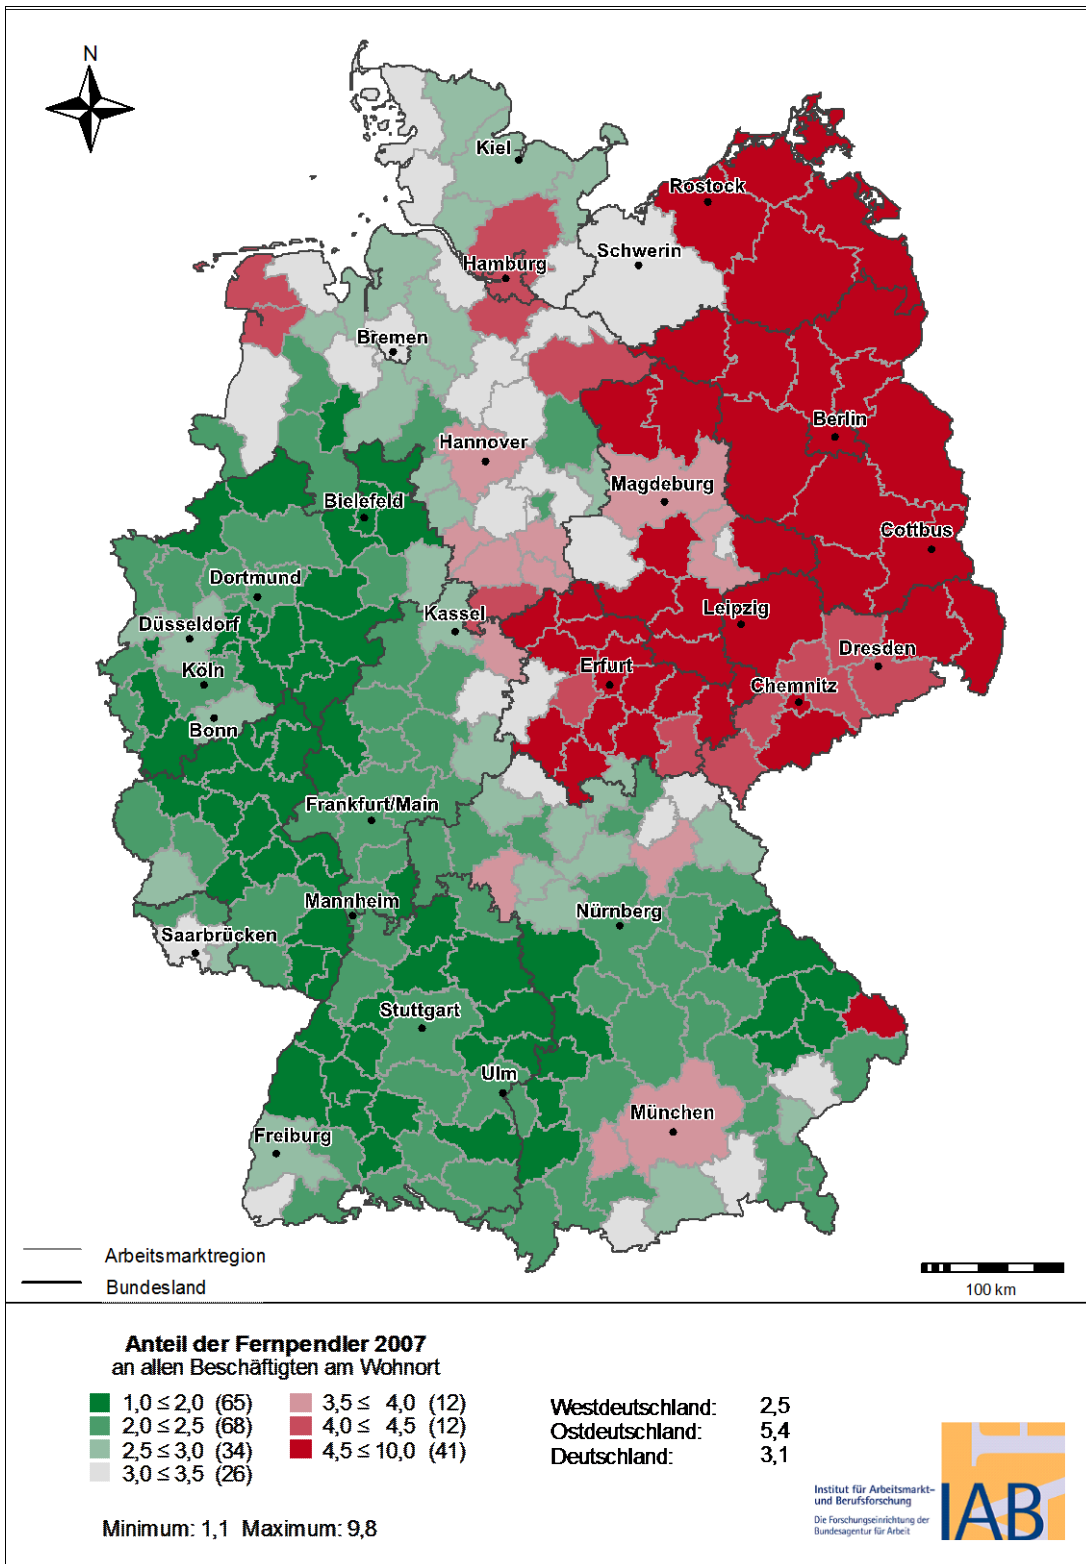 N
Kiel
Rostock
Schwerin
Hamburg
Bremen
Berlin
Hannover
Magdeburg
Bielefeld
Cottbus
Dortmund
Leipzig
Kassel
Düsseldorf
Dresden
Köln
Erfurt
Chemnitz
Bonn
Frankfurt/Main
Mannheim
Nürnberg
Saarbrücken
Stuttgart
Ulm
München
Freiburg
Arbeitsmarktregion
Bundesland
100 km
Anteil der Fernpendler 2007
an allen Beschäftigten am Wohnort
1,0 ≤ 2,0 (65)
2,0 ≤ 2,5 (68)
2,5 ≤ 3,0 (34)
3,0 ≤ 3,5 (26)
3,5 ≤ 4,0 (12)
4,0 ≤ 4,5 (12)
4,5 ≤ 10,0 (41)
Minimum: 1,1 Maximum: 9,8
Westdeutschland: 2,5
Ostdeutschland: 5,4
Deutschland: 3,1
Institut für Arbeitsmarkt-
und Berufsforschung
Die Forschungseinrichtung der
Bundesagentur für Arbeit
IAB